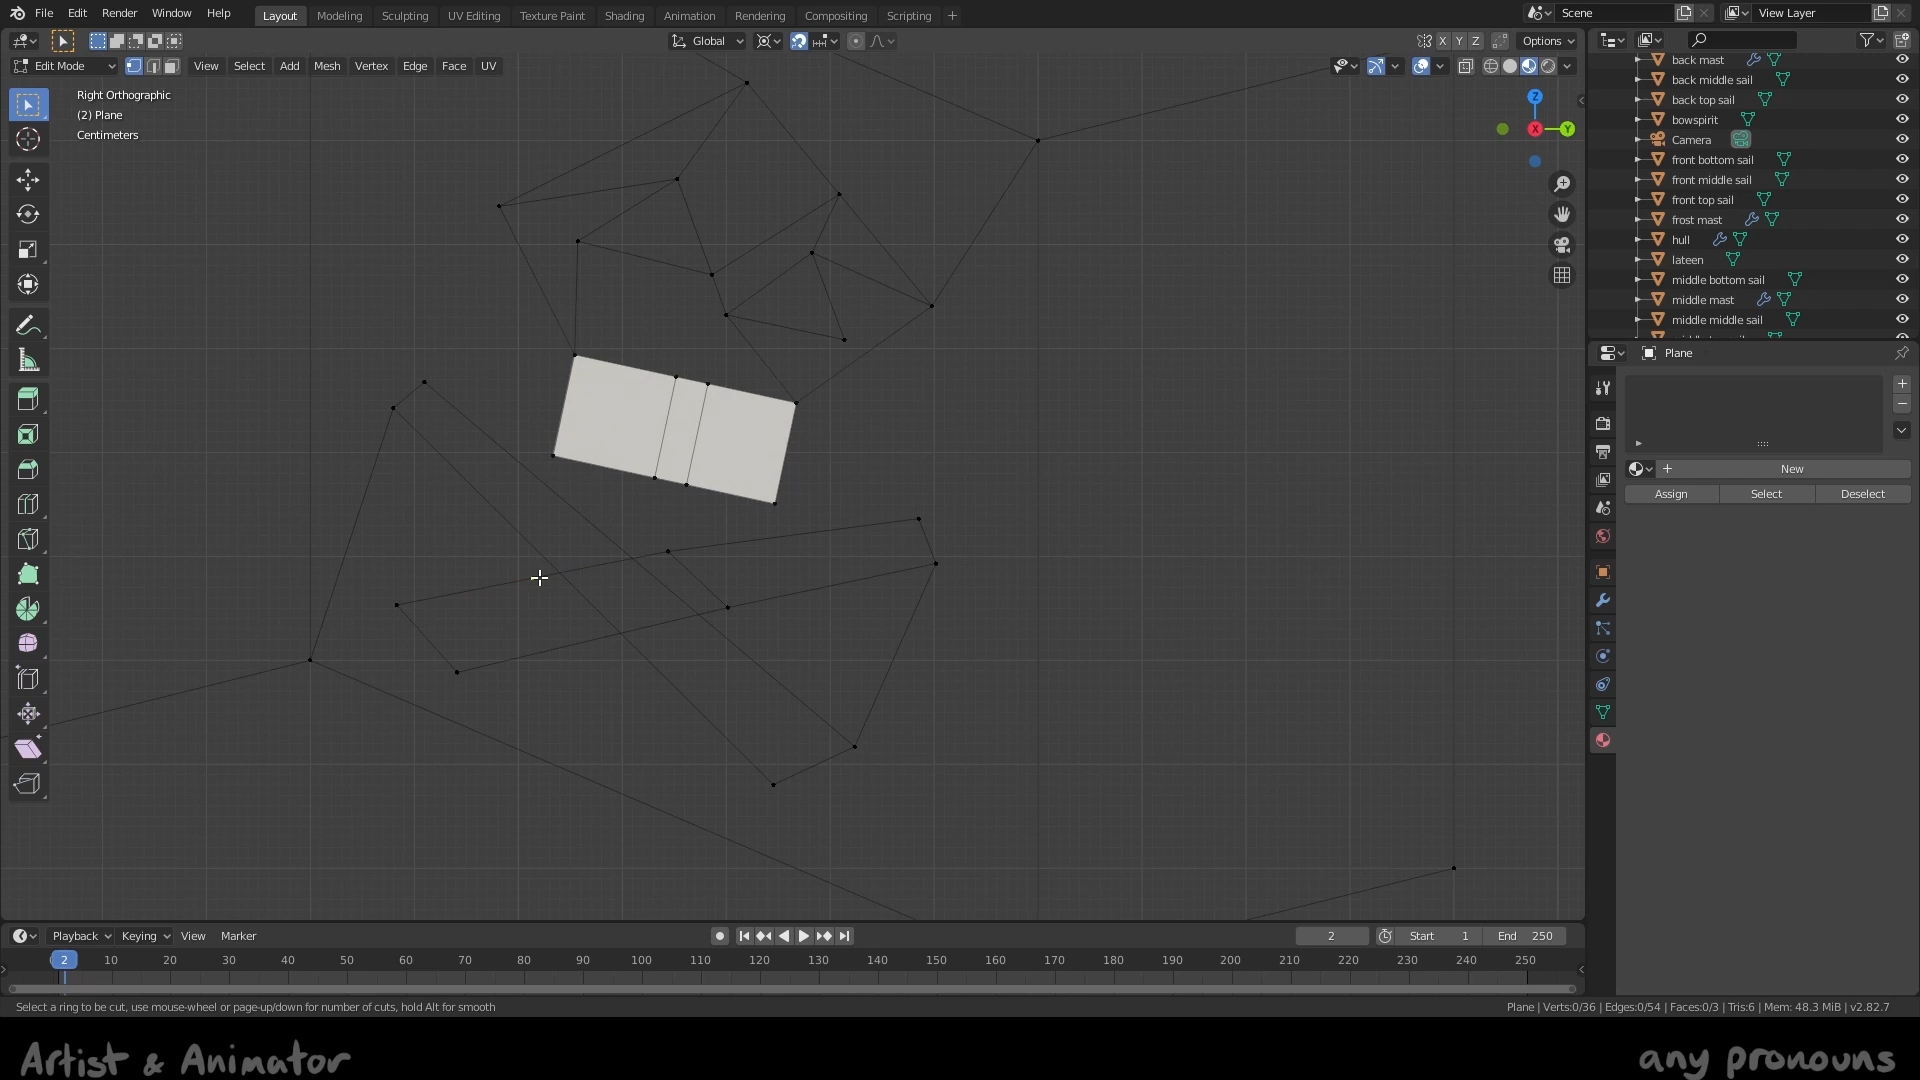 File Edit Render Window Help Layout Modeling Sculpting UV Editing Texture Paint Shading Animation Rendering Compositing Scripting + Scene View Layer
Global X Y Z Options
Edit Mode View Select Add Mesh Vertex Edge Face UV
Right Orthographic
(2) Plane
Centimeters
Z
X
Y
back mast
back middle sail
back top sail
bowspirit
Camera
front bottom sail
front middle sail
front top sail
frost mast
hull
lateen
middle bottom sail
middle mast
middle middle sail
Plane
New
Assign Select Deselect
Playback Keying View Marker 2 Start 1 End 250
2 10 20 30 40 50 60 70 80 90 100 110 120 130 140 150 160 170 180 190 200 210 220 230 240 250
Select a ring to be cut, use mouse-wheel or page-up/down for number of cuts, hold Alt for smooth Plane | Verts:0/36 | Edges:0/54 | Faces:0/3 | Tris:6 | Mem: 48.3 MiB | v2.82.7
Artist & Animator any pronouns